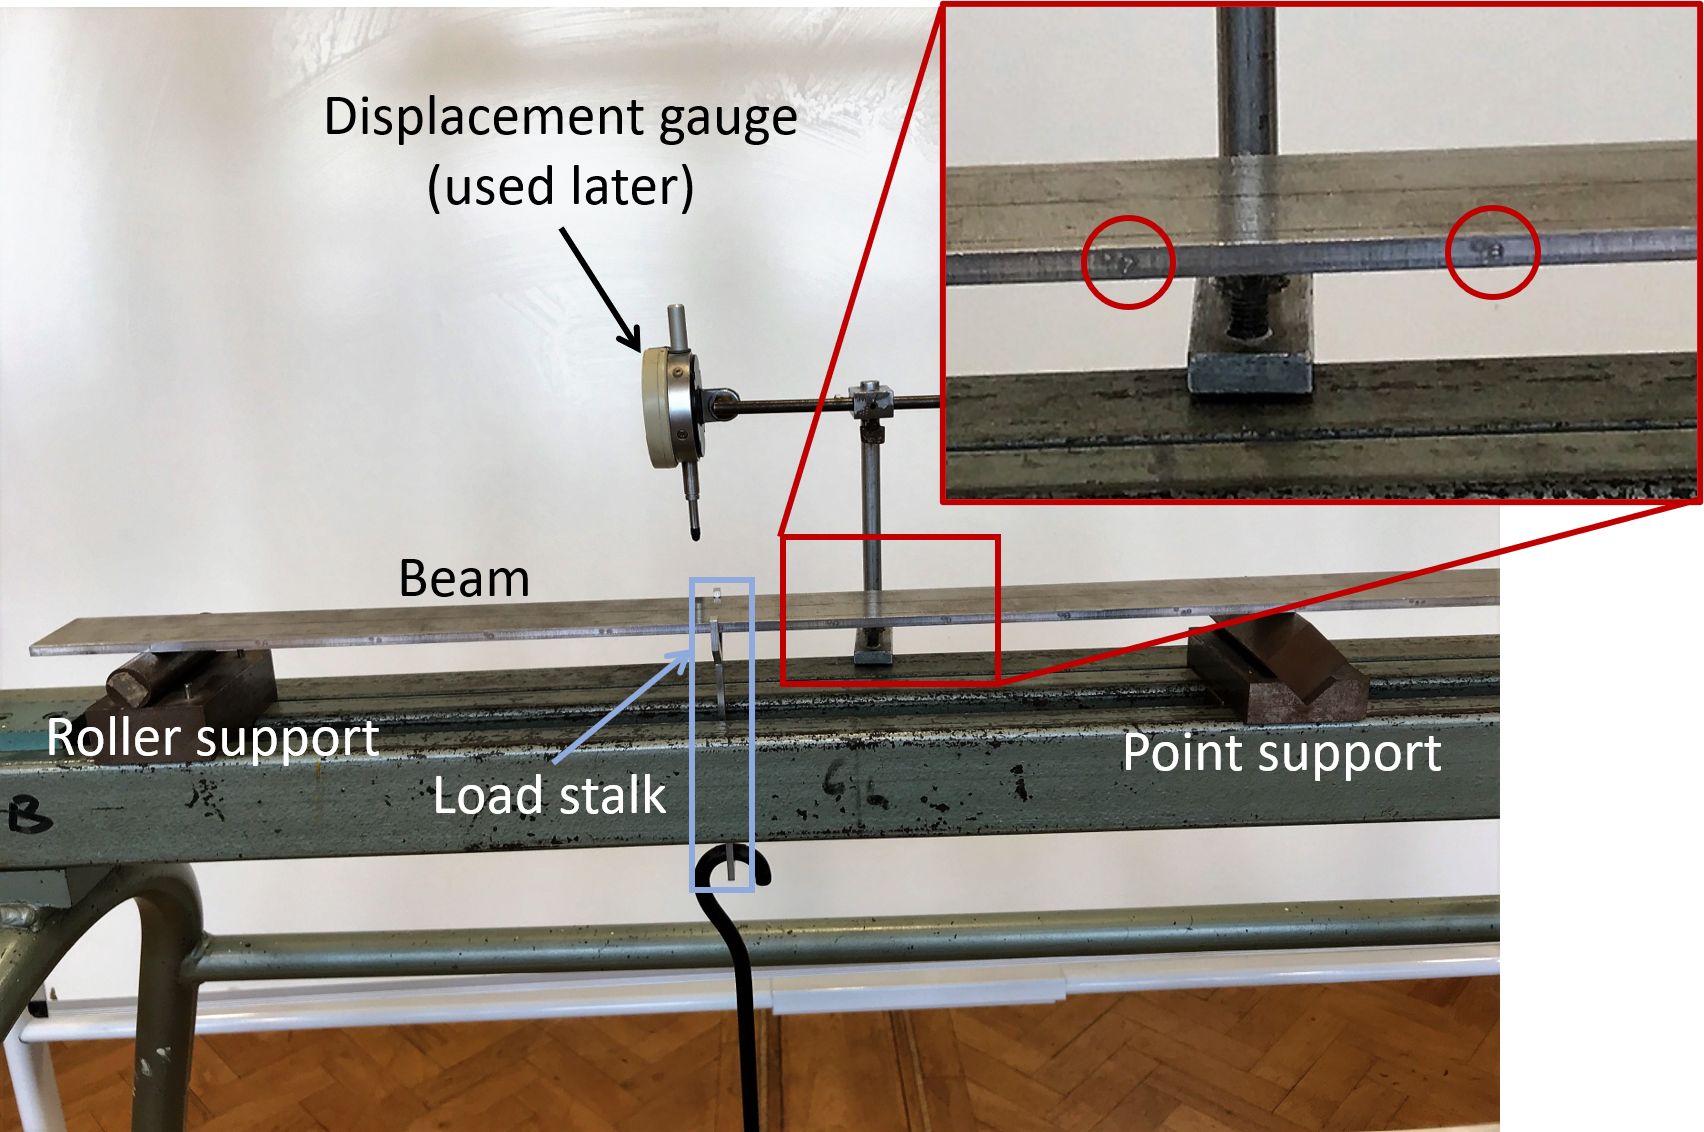 Displacement gauge
(used later)
Beam
Roller support
Load stalk
Point support
B